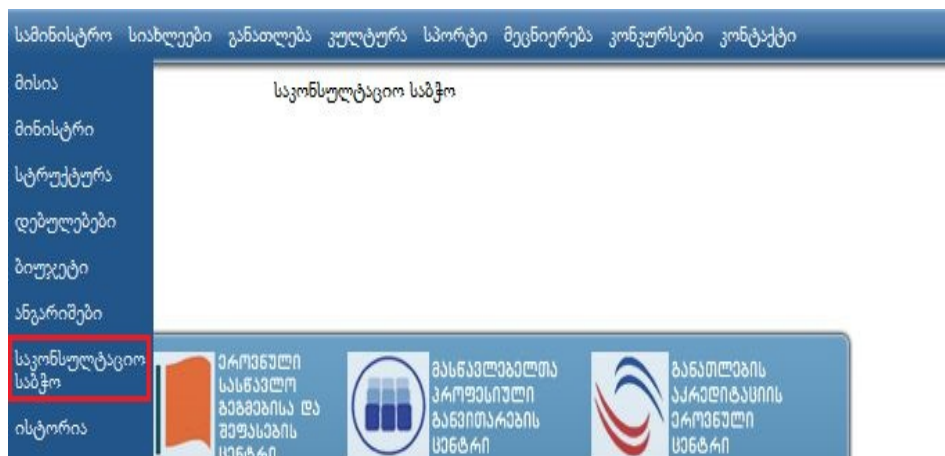 სამინისტრო სიახლეები განათლება კულტურა სპორტი მეცნიერება კონკურსები კონტაქტი
მისია
საკონსულტაციო საბჭო
მინისტრი
სტრუქტურა
დებულებები
ბიუჯეტი
ანგარიშები
საკონსულტაციო
საბჭო
ისტორია
ეროვნული
სასწავლო
გეგმებისა და
შეფასების
ცენტრი
მასწავლებელთა
პროფესიული
განვითარების
ცენტრი
განათლების
აკრედიტაციის
ეროვნული
ცენტრი